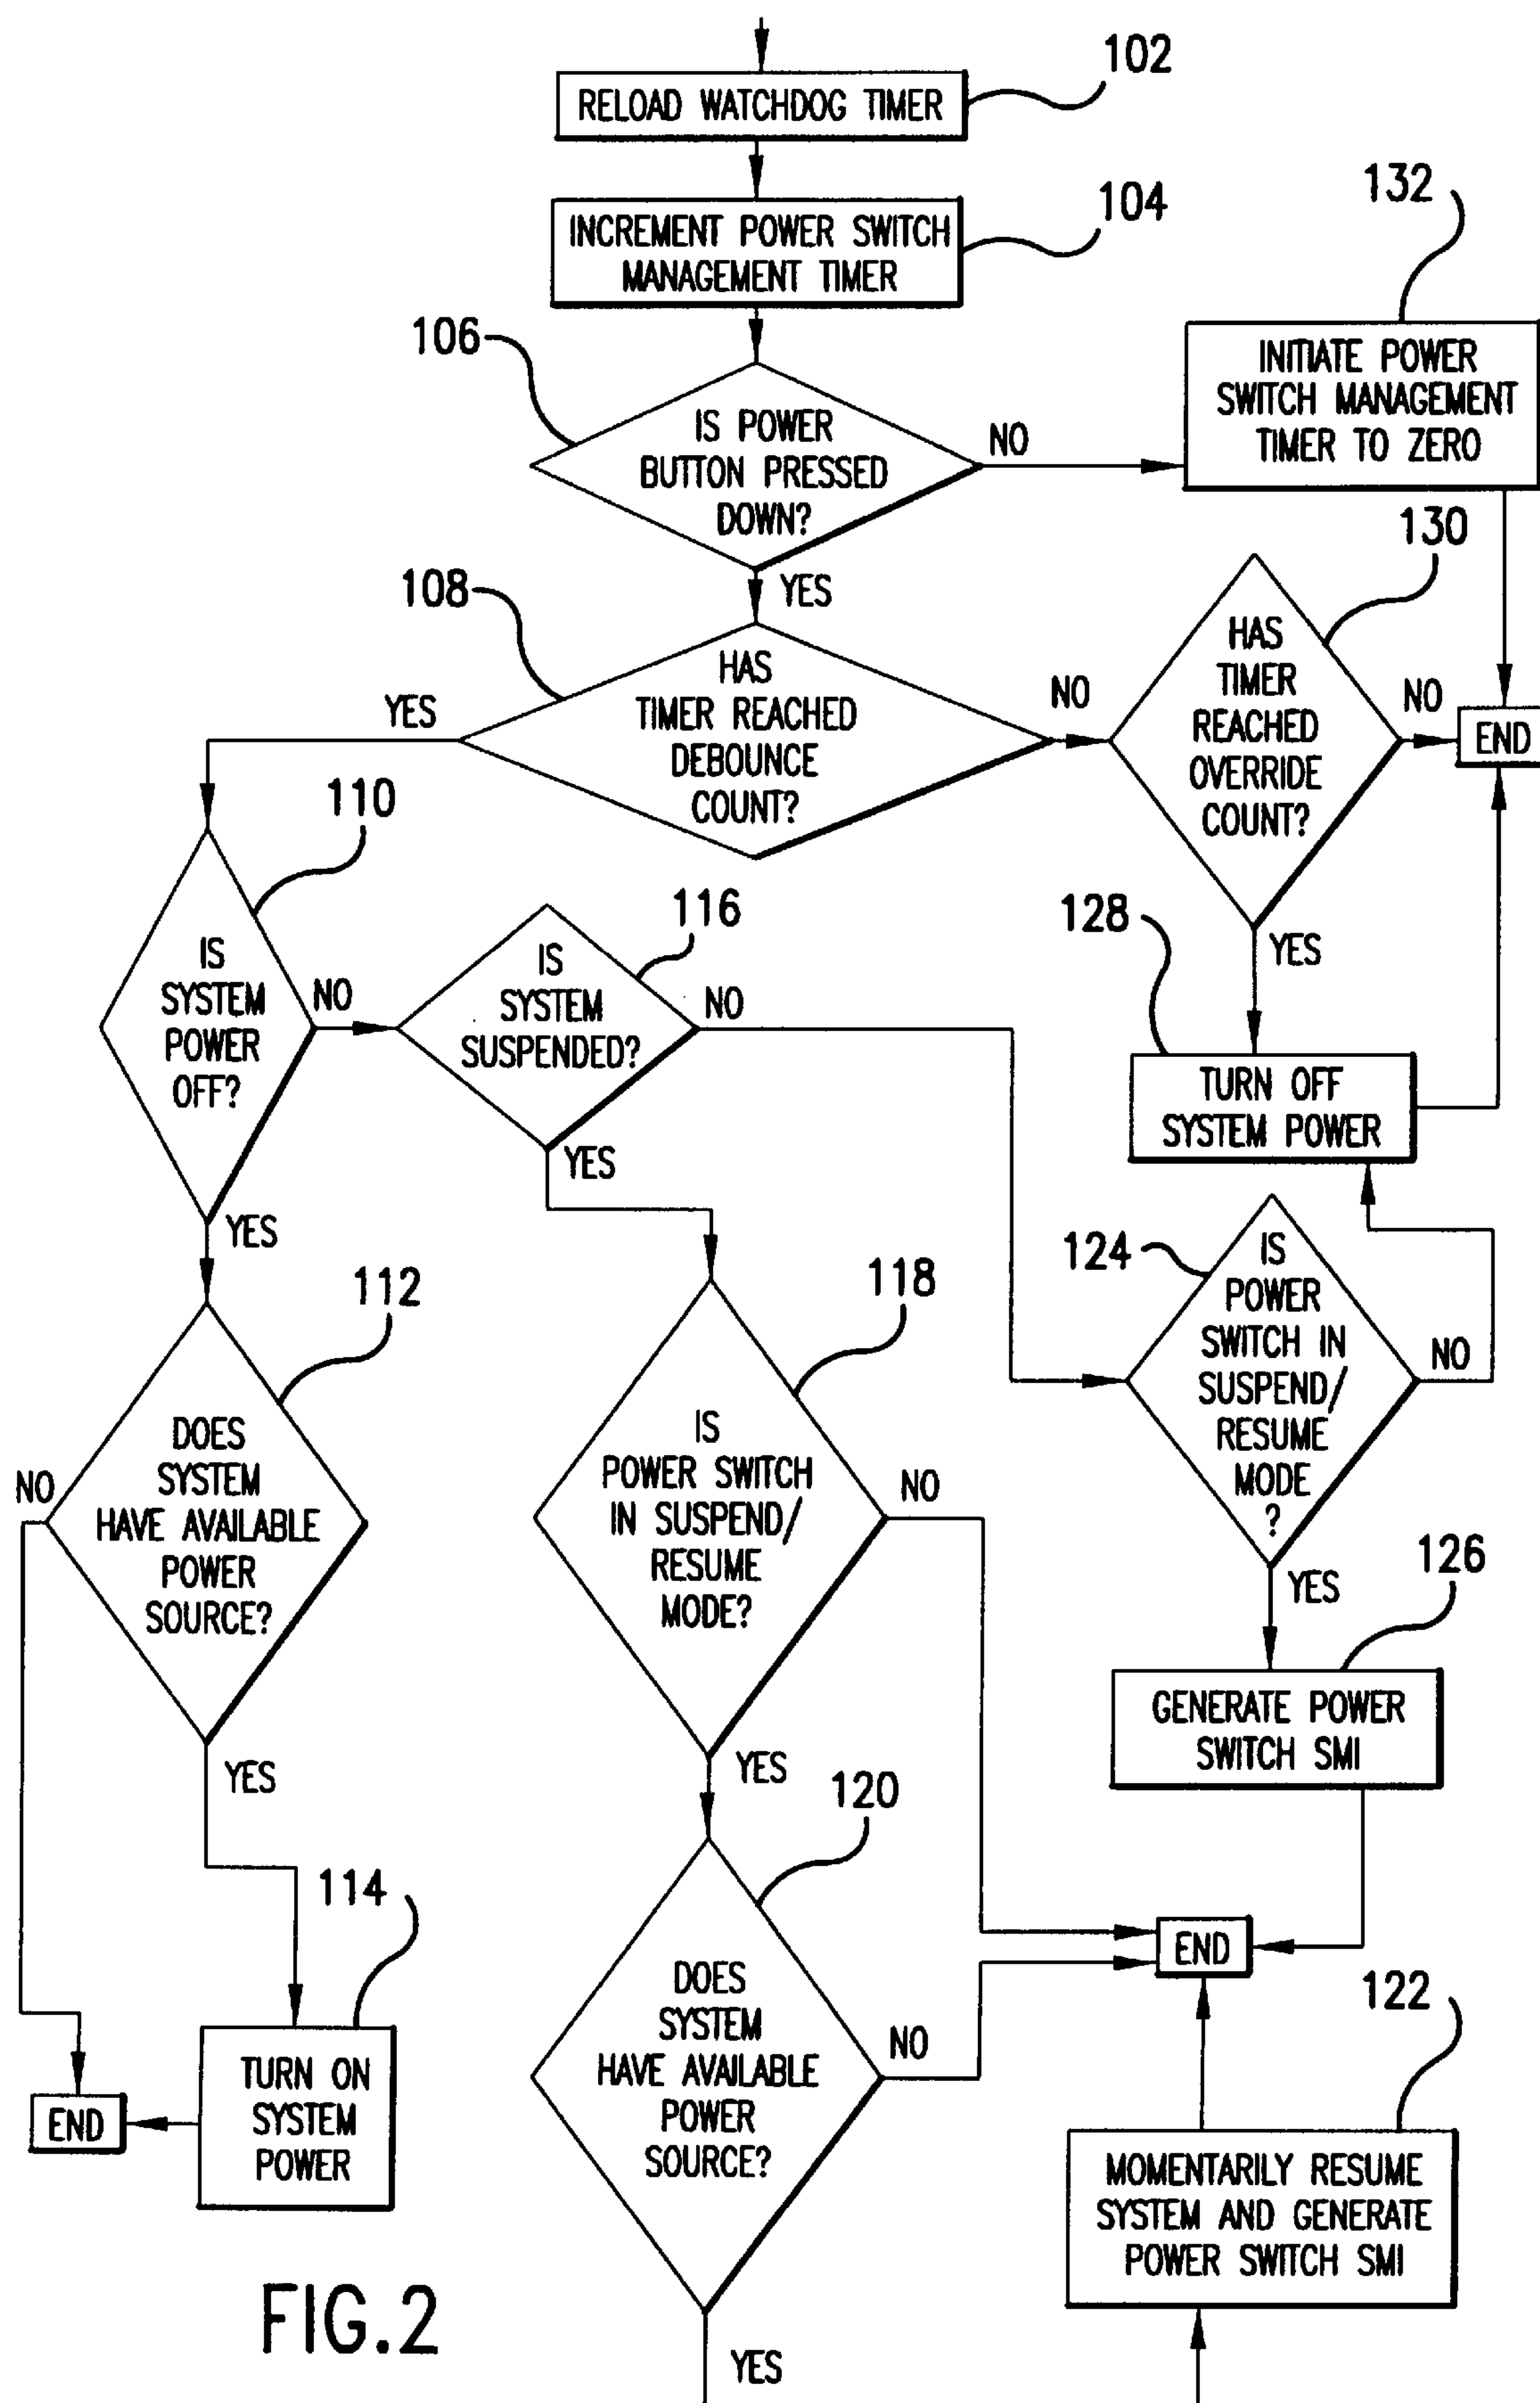 102
RELOAD WATCHDOG TIMER
104
INCREMENT POWER SWITCH
MANAGEMENT TIMER
132
INITIATE POWER
SWITCH MANAGEMENT
TIMER TO ZERO
106
IS POWER
BUTTON PRESSED
DOWN?
NO
YES
108
HAS
TIMER REACHED
DEBOUNCE
COUNT?
YES
NO
130
HAS
TIMER
REACHED
OVERRIDE
COUNT?
NO
END
YES
110
IS
SYSTEM
POWER
OFF?
NO
YES
116
IS
SYSTEM
SUSPENDED?
NO
YES
128
TURN OFF
SYSTEM POWER
124
IS
POWER
SWITCH IN
SUSPEND/
RESUME
MODE
?
NO
YES
112
DOES
SYSTEM
HAVE AVAILABLE
POWER
SOURCE?
NO
YES
118
IS
POWER SWITCH
IN SUSPEND/
RESUME
MODE?
NO
YES
126
GENERATE POWER
SWITCH SMI
114
TURN ON
SYSTEM
POWER
END
120
DOES
SYSTEM
HAVE AVAILABLE
POWER
SOURCE?
NO
YES
END
122
MOMENTARILY RESUME
SYSTEM AND GENERATE
POWER SWITCH SMI
FIG.2